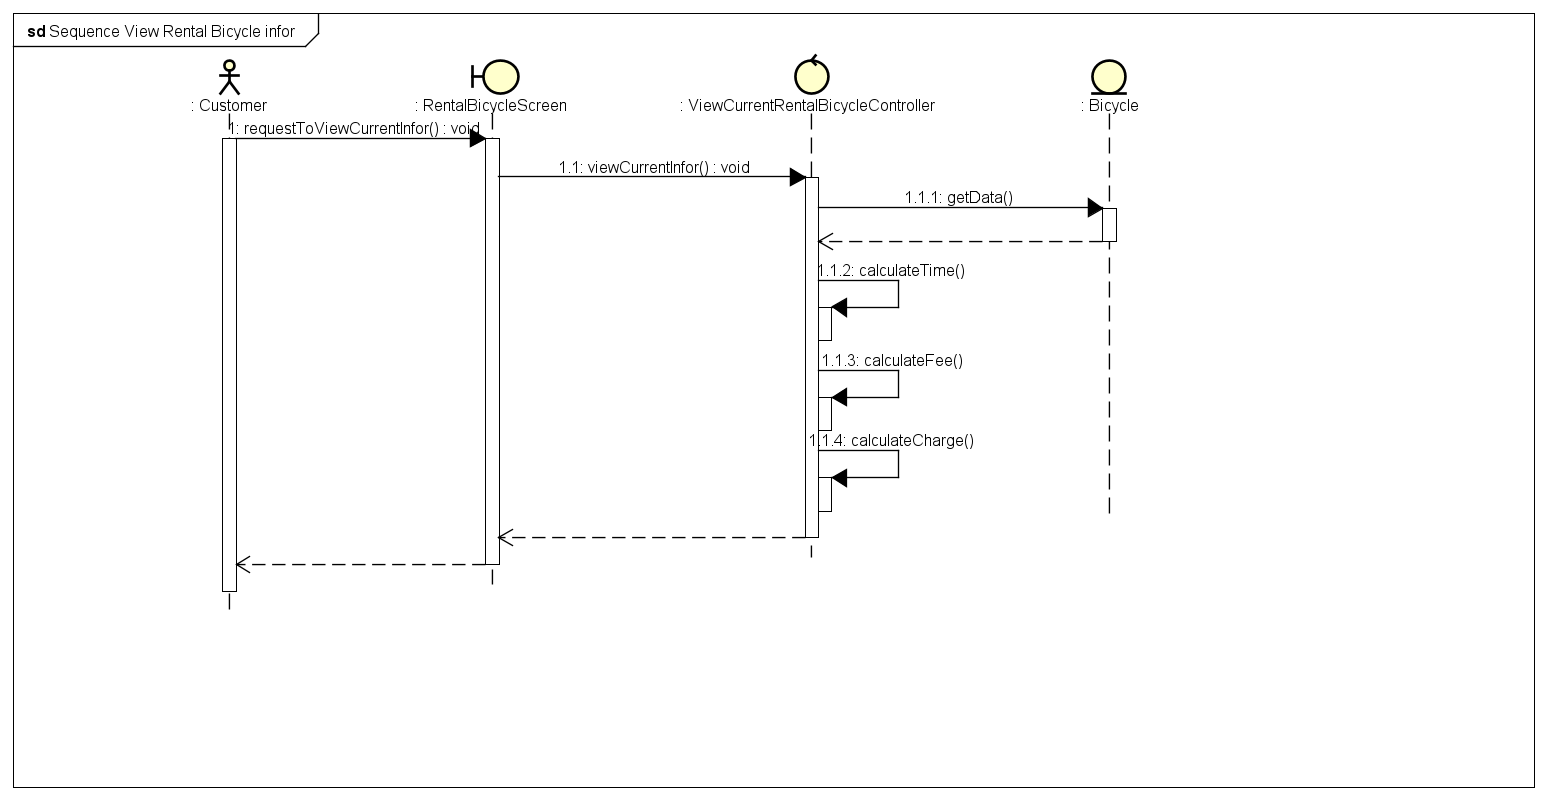 sd Sequence View Rental Bicycle infor
: Customer
: RentalBicycleScreen
: ViewCurrentRentalBicycleController
: Bicycle
1: requestToViewCurrentInfor() : void
1.1: viewCurrentInfor() : void
1.1.1: getData()
1.1.2: calculateTime()
1.1.3: calculateFee()
1.1.4: calculateCharge()